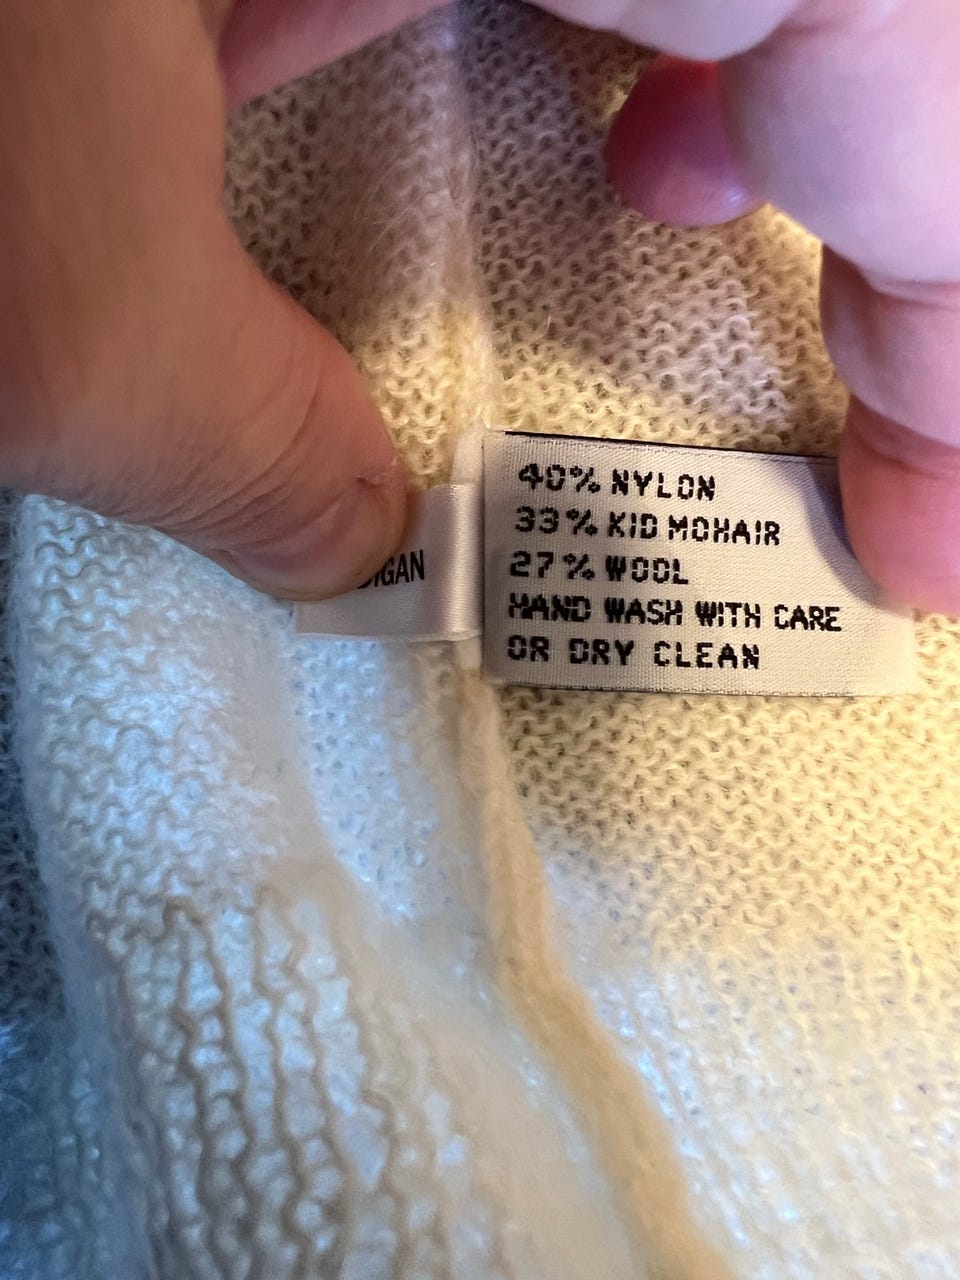 40% NYLON
33% KID MOHAIR
27% WOOL
HAND WASH WITH CARE
OR DRY CLEAN